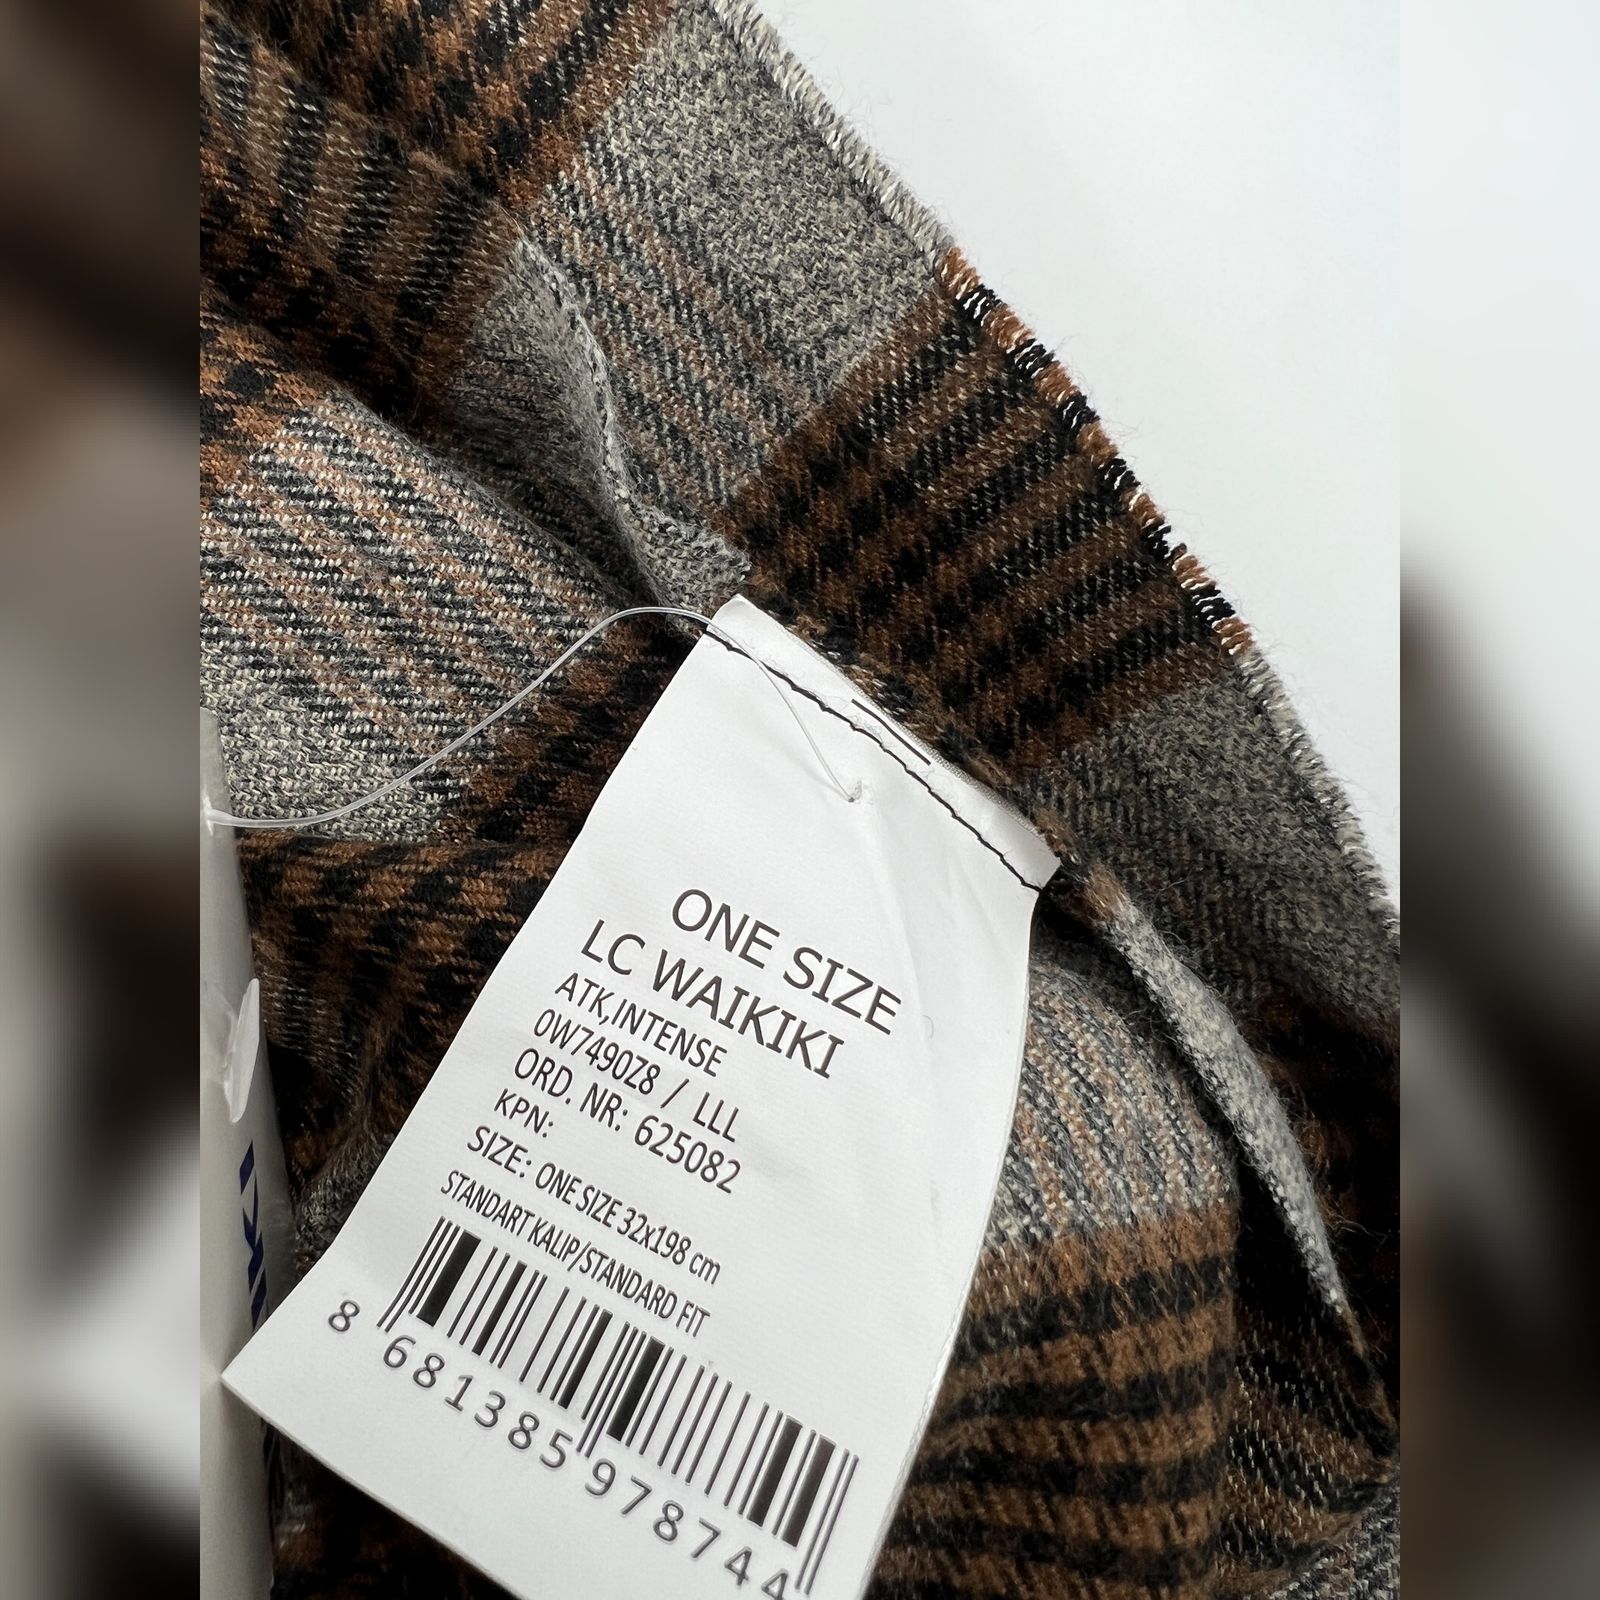 ONE SIZE
LC WAIKIKI
ATK,INTENSE
0W7490Z8 / LLL
ORD. NR: 625082
KPN:
SIZE: ONE SIZE 32x198 cm
STANDART KALIP/STANDARD FIT
8 681385 978744